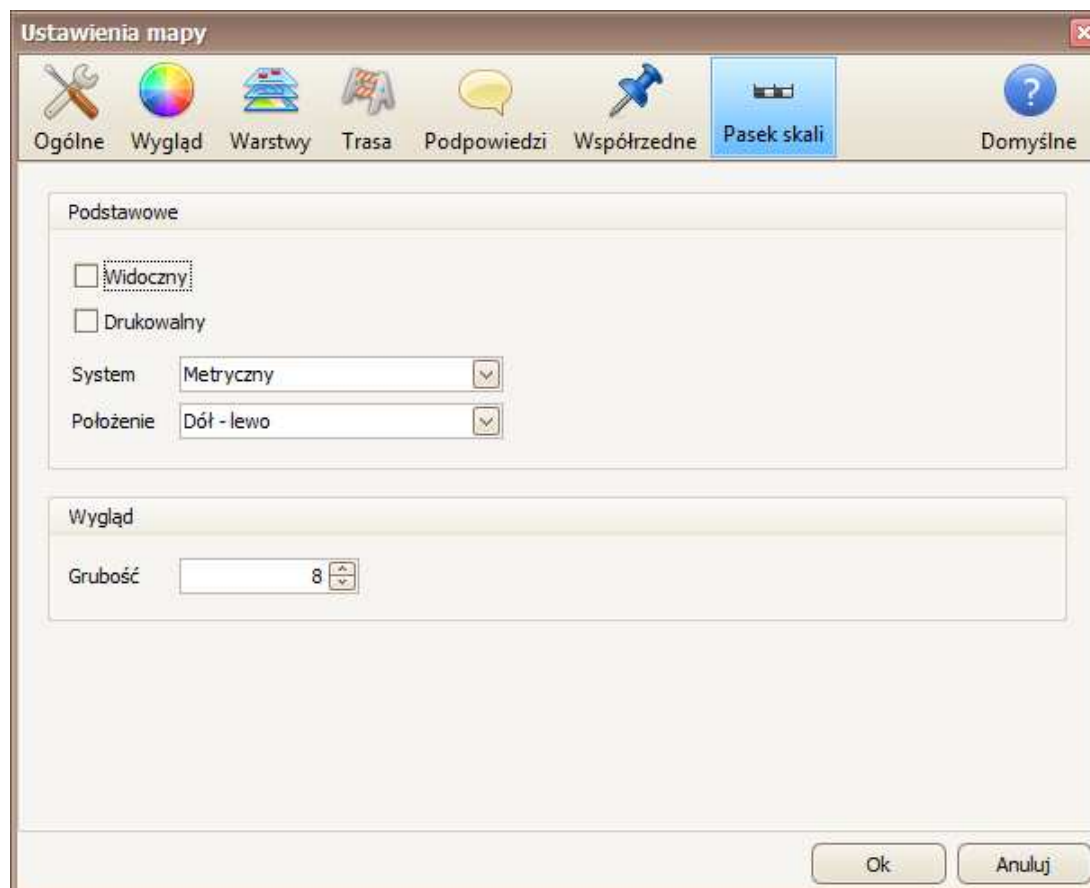 Ustawienia mapy
Ogólne Wygląd Warstwy Trasa Podpowiedzi Współrzedne Pasek skali Domyślne
Podstawowe
Widoczny
Drukowalny
System Metryczny
Położenie Dół - lewo
Wygląd
Grubość 8
Ok Anuluj